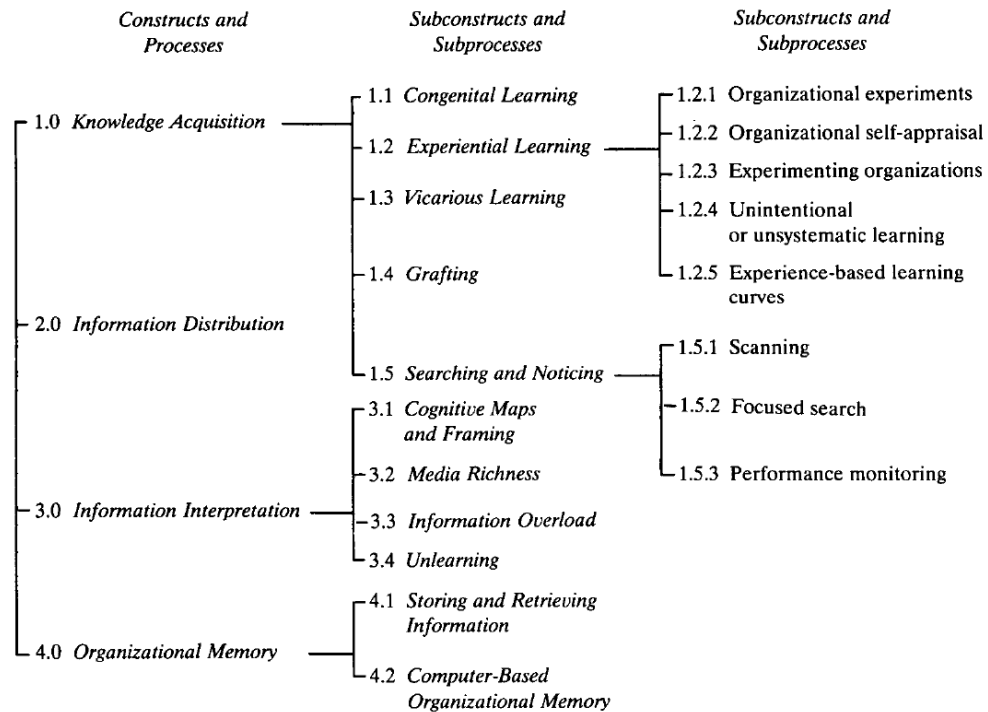 Constructs and
Processes
Subconstructs and
Subprocesses
Subconstructs and
Subprocesses
1.0 Knowledge Acquisition
1.1 Congenital Learning
1.2 Experiential Learning
1.3 Vicarious Learning
1.4 Grafting
1.5 Searching and Noticing
1.2.1 Organizational experiments
1.2.2 Organizational self-appraisal
1.2.3 Experimenting organizations
1.2.4 Unintentional
or unsystematic learning
1.2.5 Experience-based learning
curves
1.5.1 Scanning
1.5.2 Focused search
1.5.3 Performance monitoring
2.0 Information Distribution
3.0 Information Interpretation
3.1 Cognitive Maps
and Framing
3.2 Media Richness
3.3 Information Overload
3.4 Unlearning
4.0 Organizational Memory
4.1 Storing and Retrieving
Information
4.2 Computer-Based
Organizational Memory